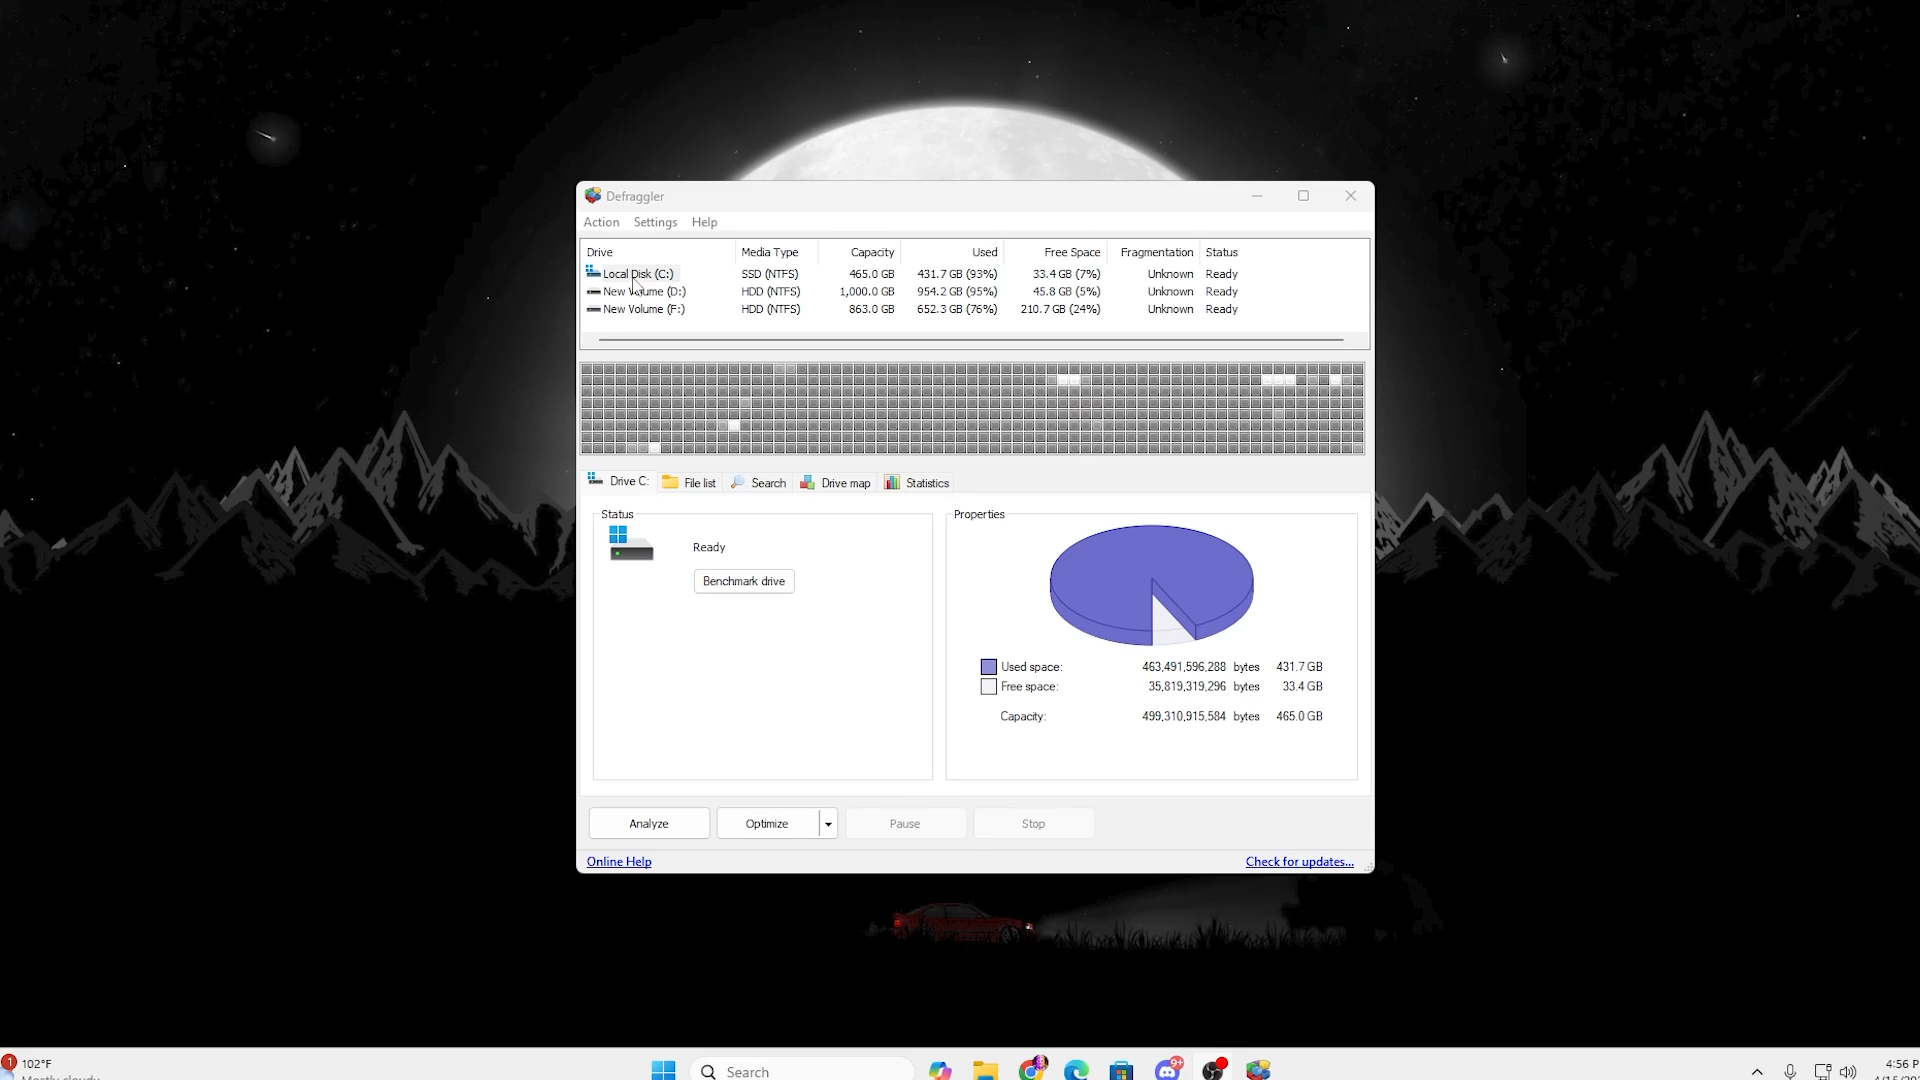 Defraggler
Action Settings Help
Drive Media Type Capacity Used Free Space Fragmentation Status
Local Disk (C:) SSD (NTFS) 465.0 GB 431.7 GB (93%) 33.4 GB (7%) Unknown Ready
New Volume (D:) HDD (NTFS) 1,000.0 GB 954.2 GB (95%) 45.8 GB (5%) Unknown Ready
New Volume (F:) HDD (NTFS) 863.0 GB 652.3 GB (76%) 210.7 GB (24%) Unknown Ready
Drive C: File list Search Drive map Statistics
Status
Ready
Benchmark drive
Properties
Used space: 463,491,596,288 bytes 431.7 GB
Free space: 35,819,319,296 bytes 33.4 GB
Capacity: 499,310,915,584 bytes 465.0 GB
Analyze Optimize Pause Stop
Online Help Check for updates...
1 102°F
Mostly cloudy
Search
9+
4:56 P